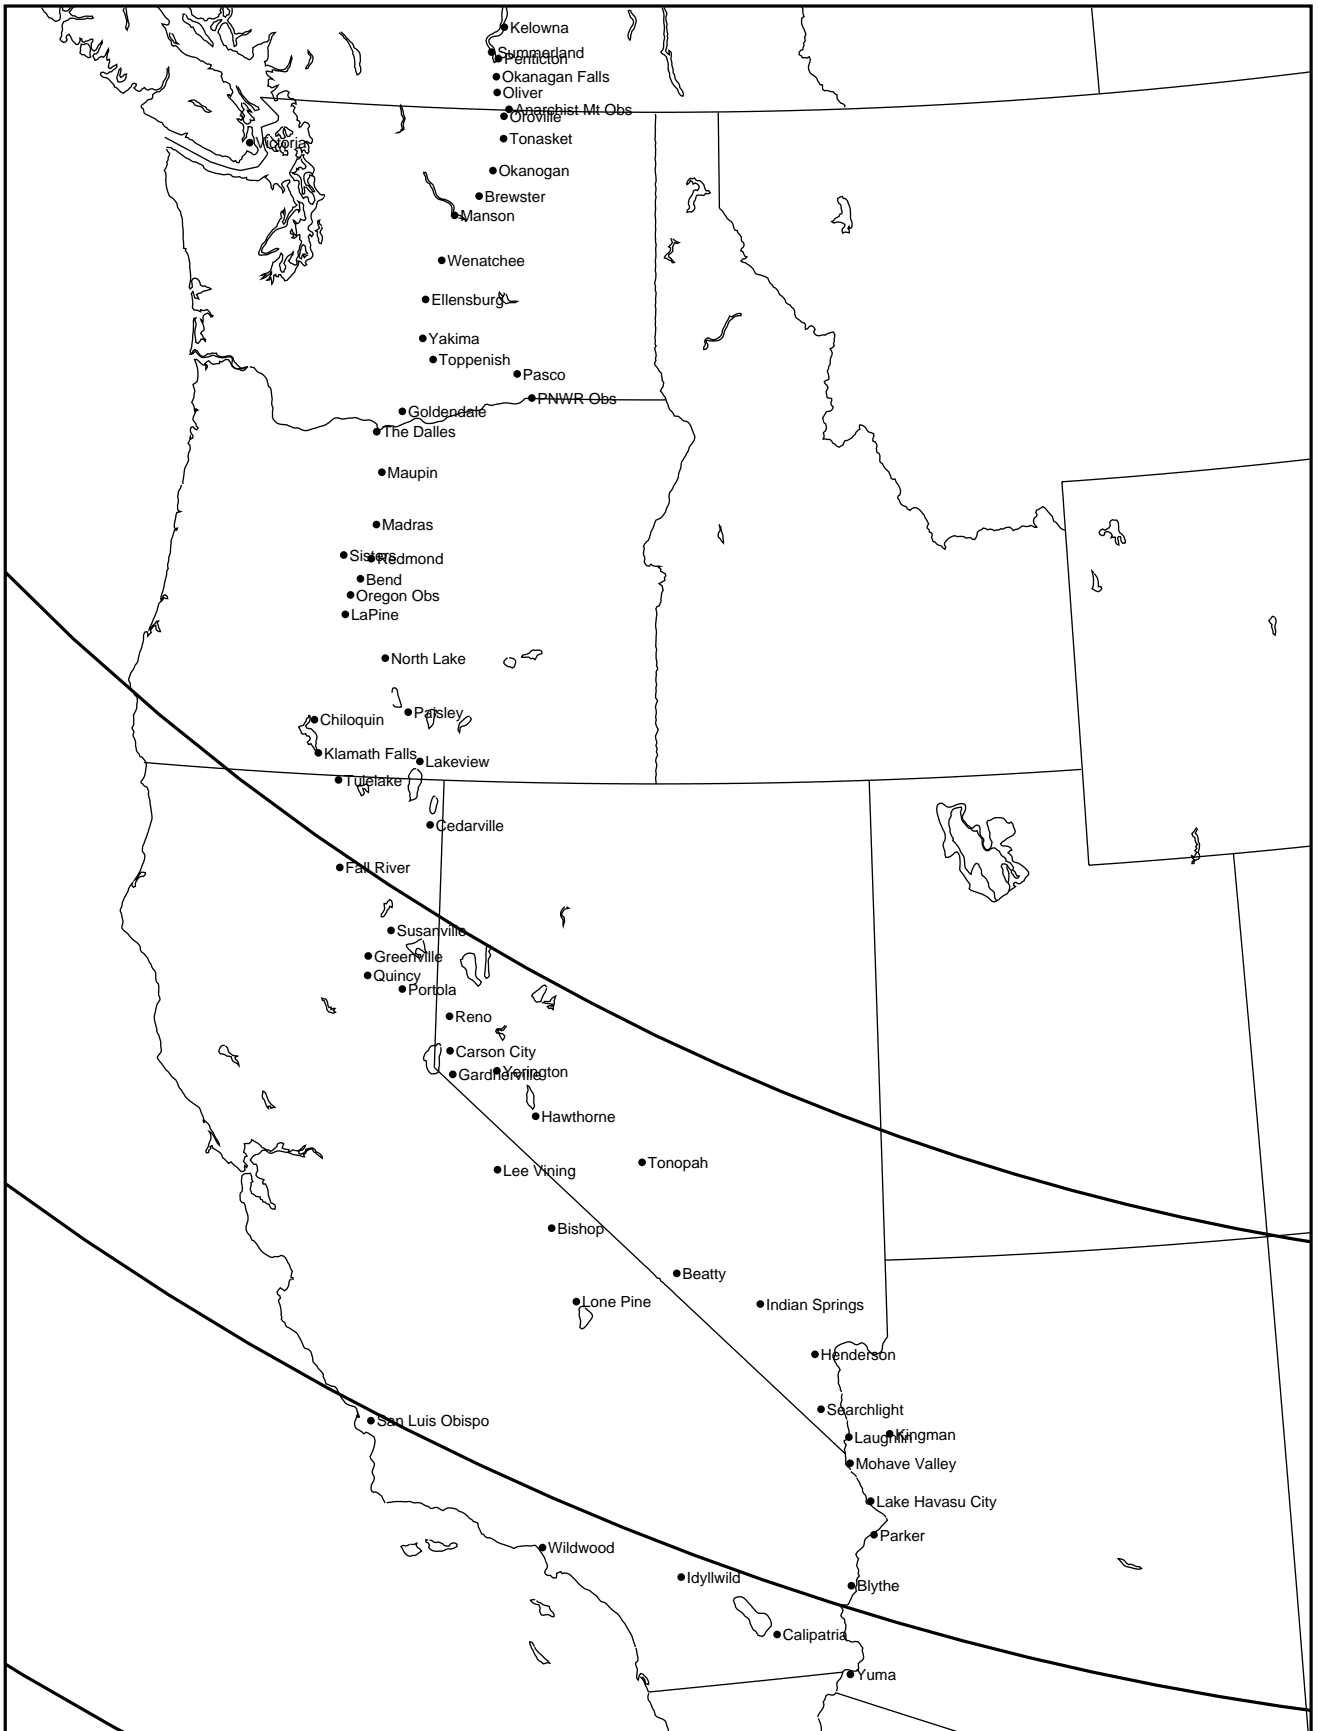 Kelowna
Summerland
Penticton
Okanagan Falls
Oliver
Anarchist Mt Obs
Oroville
Tonasket
Victoria
Okanogan
Brewster
Manson
Wenatchee
Ellensburg
Yakima
Toppenish
Pasco
PNWR Obs
Goldendale
The Dalles
Maupin
Madras
Sisters
Redmond
Bend
Oregon Obs
LaPine
North Lake
Paisley
Chiloquin
Klamath Falls
Lakeview
Tulelake
Cedarville
Fall River
Susanville
Greenville
Quincy
Portola
Reno
Carson City
Yerington
Gardnerville
Hawthorne
Tonopah
Lee Vining
Bishop
Beatty
Lone Pine
Indian Springs
Henderson
Searchlight
San Luis Obispo
Kingman
Laughlin
Mohave Valley
Lake Havasu City
Parker
Wildwood
Idyllwild
Blythe
Calipatria
Yuma